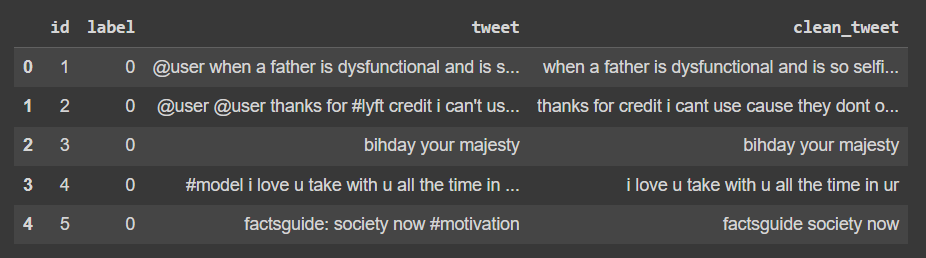 id label tweet clean_tweet
0 1 0 @user when a father is dysfunctional and is s... when a father is dysfunctional and is so selfi...
1 2 0 @user @user thanks for #lyft credit i can't us... thanks for credit i cant use cause they dont o...
2 3 0 bihday your majesty bihday your majesty
3 4 0 #model i love u take with u all the time in ... i love u take with u all the time in ur
4 5 0 factsguide: society now #motivation factsguide society now